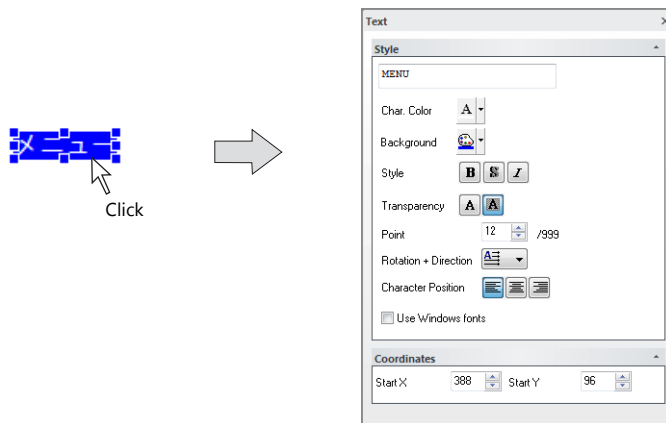 メニュー
Click
Text
Style
MENU
Char. Color A
Background
Style B S I
Transparency A A
Point 12 /999
Rotation + Direction A
Character Position
Use Windows fonts
Coordinates
Start X 388 Start Y 96